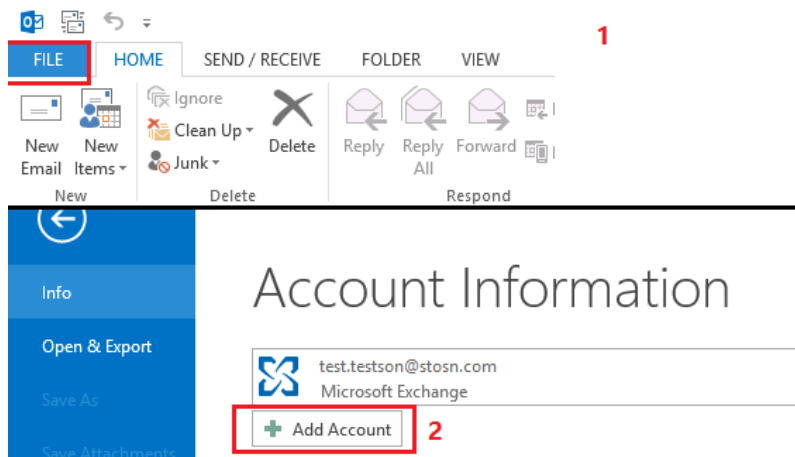 1
FILE HOME SEND / RECEIVE FOLDER VIEW
Ignore
Clean Up
Junk
New Email
New Items
Delete
Reply
Reply All
Forward
New Delete Respond
Info
Account Information
Open & Export
test.testson@stosn.com
Microsoft Exchange
Save As
Add Account 2
Save Attachments